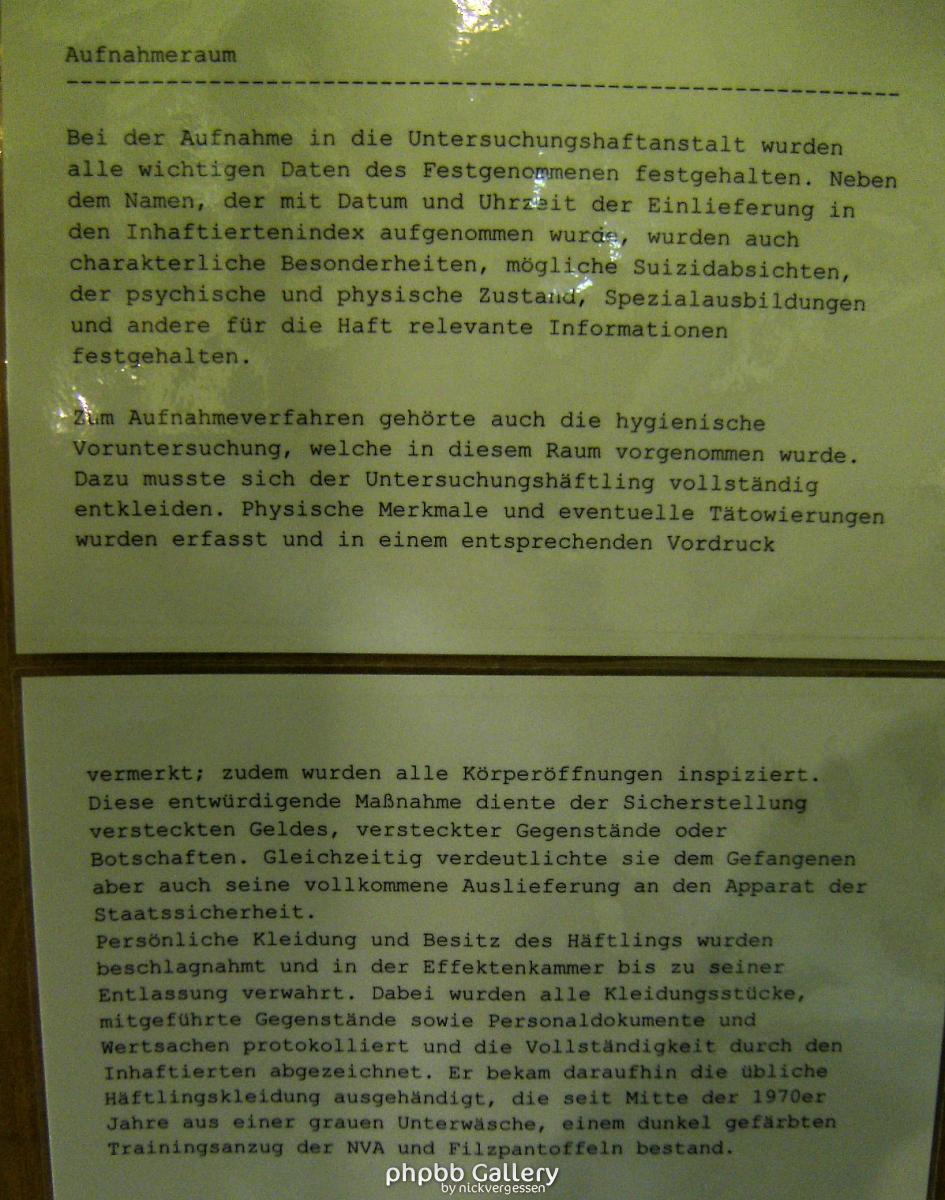 Aufnahmeraum
-----------------------------------------------------------
Bei der Aufnahme in die Untersuchungshaftanstalt wurden
alle wichtigen Daten des Festgenommenen festgehalten. Neben
dem Namen, der mit Datum und Uhrzeit der Einlieferung in
den Inhaftiertenindex aufgenommen wurde, wurden auch
charakterliche Besonderheiten, mögliche Suizidabsichten,
der psychische und physische Zustand, Spezialausbildungen
und andere für die Haft relevante Informationen
festgehalten.
Zum Aufnahmeverfahren gehörte auch die hygienische
Voruntersuchung, welche in diesem Raum vorgenommen wurde.
Dazu musste sich der Untersuchungshäftling vollständig
entkleiden. Physische Merkmale und eventuelle Tätowierungen
wurden erfasst und in einem entsprechenden Vordruck
vermerkt; zudem wurden alle Körperöffnungen inspiziert.
Diese entwürdigende Maßnahme diente der Sicherstellung
versteckten Geldes, versteckter Gegenstände oder
Botschaften. Gleichzeitig verdeutlichte sie dem Gefangenen
aber auch seine vollkommene Auslieferung an den Apparat der
Staatssicherheit.
Persönliche Kleidung und Besitz des Häftlings wurden
beschlagnahmt und in der Effektenkammer bis zu seiner
Entlassung verwahrt. Dabei wurden alle Kleidungsstücke,
mitgeführte Gegenstände sowie Personaldokumente und
Wertsachen protokolliert und die Vollständigkeit durch den
Inhaftierten abgezeichnet. Er bekam daraufhin die übliche
Häftlingskleidung ausgehändigt, die seit Mitte der 1970er
Jahre aus einer grauen Unterwäsche, einem dunkel gefärbten
Trainingsanzug der NVA und Filzpantoffeln bestand.
phpbb Gallery
by nickvergessen